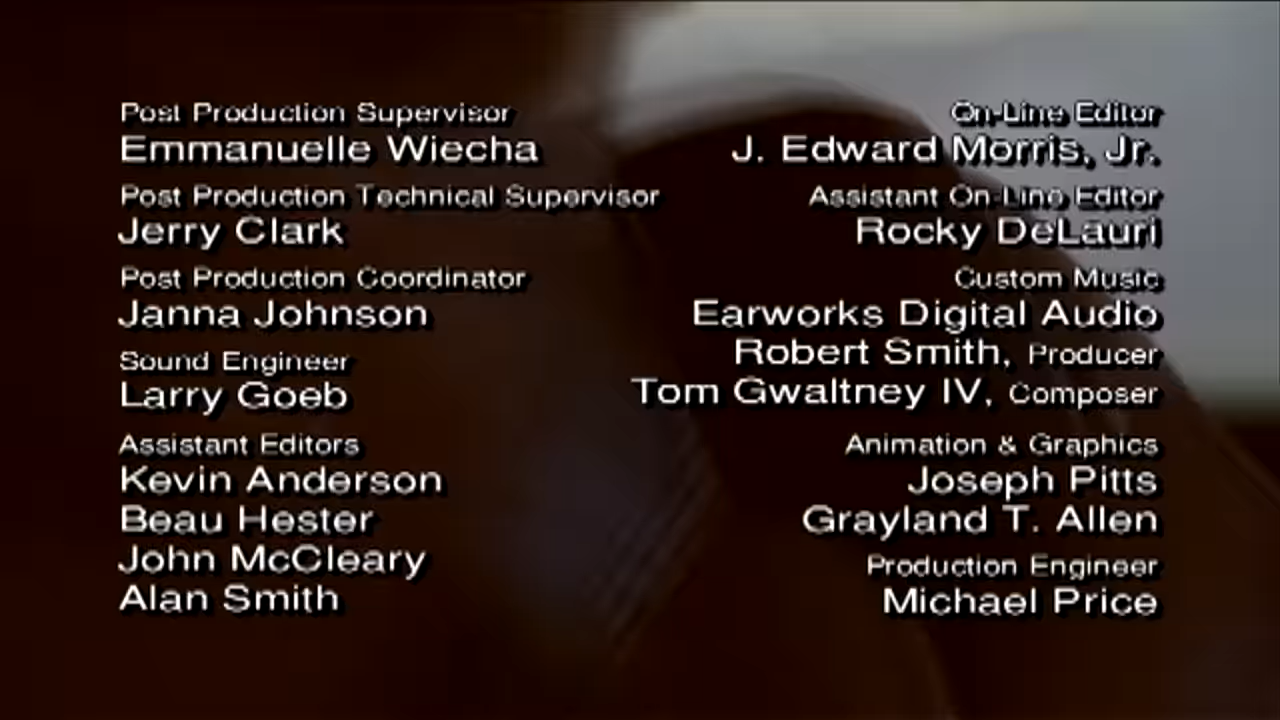 Post Production Supervisor
Emmanuelle Wiecha
Post Production Technical Supervisor
Jerry Clark
Post Production Coordinator
Janna Johnson
Sound Engineer
Larry Goeb
Assistant Editors
Kevin Anderson
Beau Hester
John McCleary
Alan Smith
On-Line Editor
J. Edward Morris, Jr.
Assistant On-Line Editor
Rocky DeLauri
Custom Music
Earworks Digital Audio
Robert Smith, Producer
Tom Gwaltney IV, Composer
Animation & Graphics
Joseph Pitts
Grayland T. Allen
Production Engineer
Michael Price